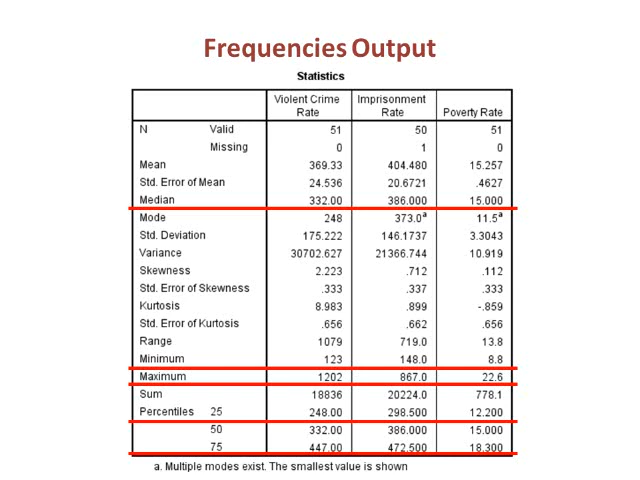 Frequencies Output
Statistics
Violent Crime Rate Imprisonment Rate Poverty Rate
N Valid 51 50 51
Missing 0 1 0
Mean 369.33 404.480 15.257
Std. Error of Mean 24.536 20.6721 .4627
Median 332.00 386.000 15.000
Mode 248 373.0a 11.5a
Std. Deviation 175.222 146.1737 3.3043
Variance 30702.627 21366.744 10.919
Skewness 2.223 .712 .112
Std. Error of Skewness .333 .337 .333
Kurtosis 8.983 .899 -.859
Std. Error of Kurtosis .656 .662 .656
Range 1079 719.0 13.8
Minimum 123 148.0 8.8
Maximum 1202 867.0 22.6
Sum 18836 20224.0 778.1
Percentiles 25 248.00 298.500 12.200
50 332.00 386.000 15.000
75 447.00 472.500 18.300
a. Multiple modes exist. The smallest value is shown